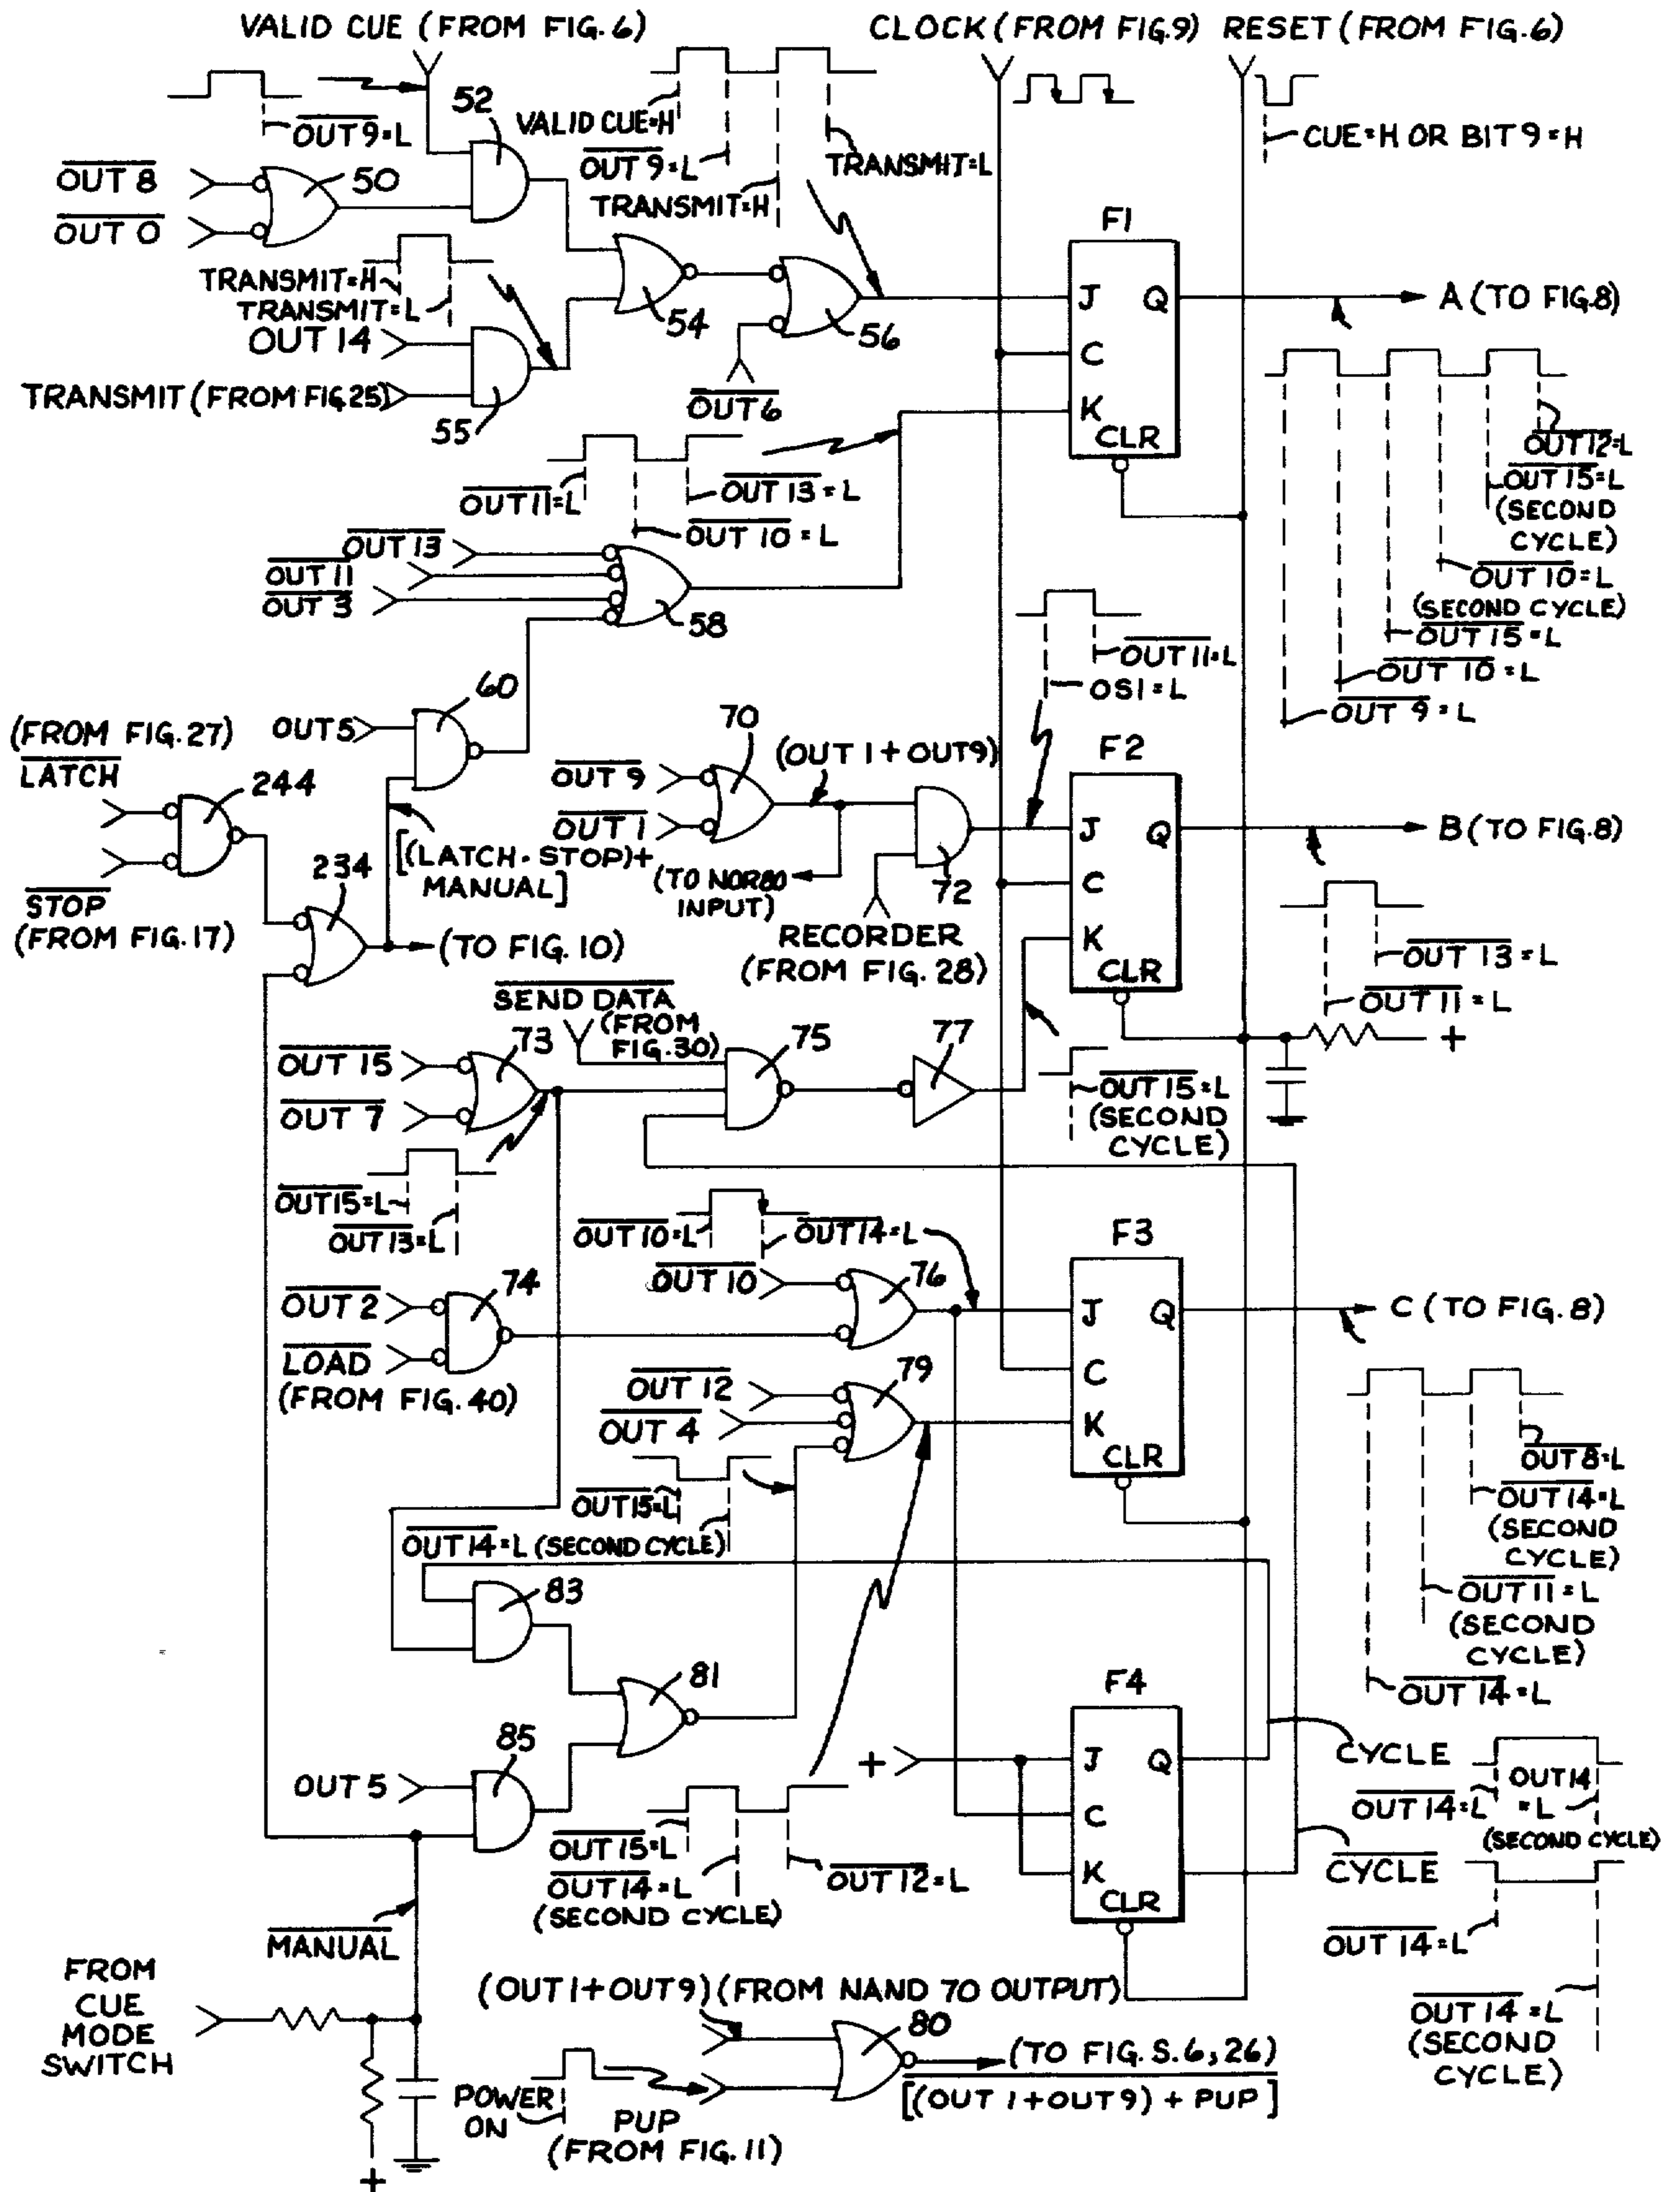 VALID CUE (FROM FIG. 6)
CLOCK (FROM FIG. 9)
RESET (FROM FIG. 6)
52
OUT 9=L
VALID CUE=H
OUT 9=L
TRANSMIT=H
TRANSMIT=L
CUE=H OR BIT 9=H
OUT 8
OUT 0
50
F1
TRANSMIT=H
TRANSMIT=L
54
56
J Q
A (TO FIG. 8)
OUT 14
C
TRANSMIT (FROM FIG. 25)
55
OUT 6
K
CLR
OUT 12=L
OUT 15=L
(SECOND
CYCLE)
OUT 10=L
(SECOND CYCLE)
OUT 15=L
OUT 10=L
OUT 9=L
OUT 11=L
OUT 13=L
OUT 10=L
OUT 13
OUT 11
OUT 3
58
OUT 11=L
OS1=L
60
OUT 5
(FROM FIG. 27)
LATCH
244
STOP
(FROM FIG. 17)
234
[(LATCH·STOP)+
MANUAL]
(TO FIG. 10)
70
(OUT 1+OUT 9)
OUT 9
OUT 1
(TO NOR 80
INPUT)
72
RECORDER
(FROM FIG. 28)
F2
J Q
B (TO FIG. 8)
C
K
CLR
OUT 13=L
OUT 11=L
+
SEND DATA
(FROM
FIG. 30)
OUT 15
OUT 7
73
75
77
OUT 15=L
(SECOND
CYCLE)
OUT 15=L
OUT 13=L
OUT 10=L
OUT 14=L
OUT 10
76
F3
OUT 2
LOAD
(FROM FIG. 40)
74
J Q
C (TO FIG. 8)
C
K
CLR
OUT 12
OUT 4
79
OUT 15=L
OUT 14=L (SECOND CYCLE)
OUT 8=L
OUT 14=L
(SECOND
CYCLE)
OUT 11=L
(SECOND
CYCLE)
OUT 14=L
83
81
85
OUT 5
F4
+
J Q
C
K
CLR
CYCLE
OUT 14=L
OUT 14
=L
(SECOND CYCLE)
CYCLE
OUT 14=L
OUT 14=L
(SECOND
CYCLE)
OUT 15=L
OUT 14=L
(SECOND CYCLE)
OUT 12=L
MANUAL
FROM
CUE
MODE
SWITCH
+
(OUT 1+OUT 9) (FROM NAND 70 OUTPUT)
80
(TO FIG.S. 6, 26)
[(OUT 1+OUT 9) + PUP]
POWER
ON
PUP
(FROM FIG. 11)